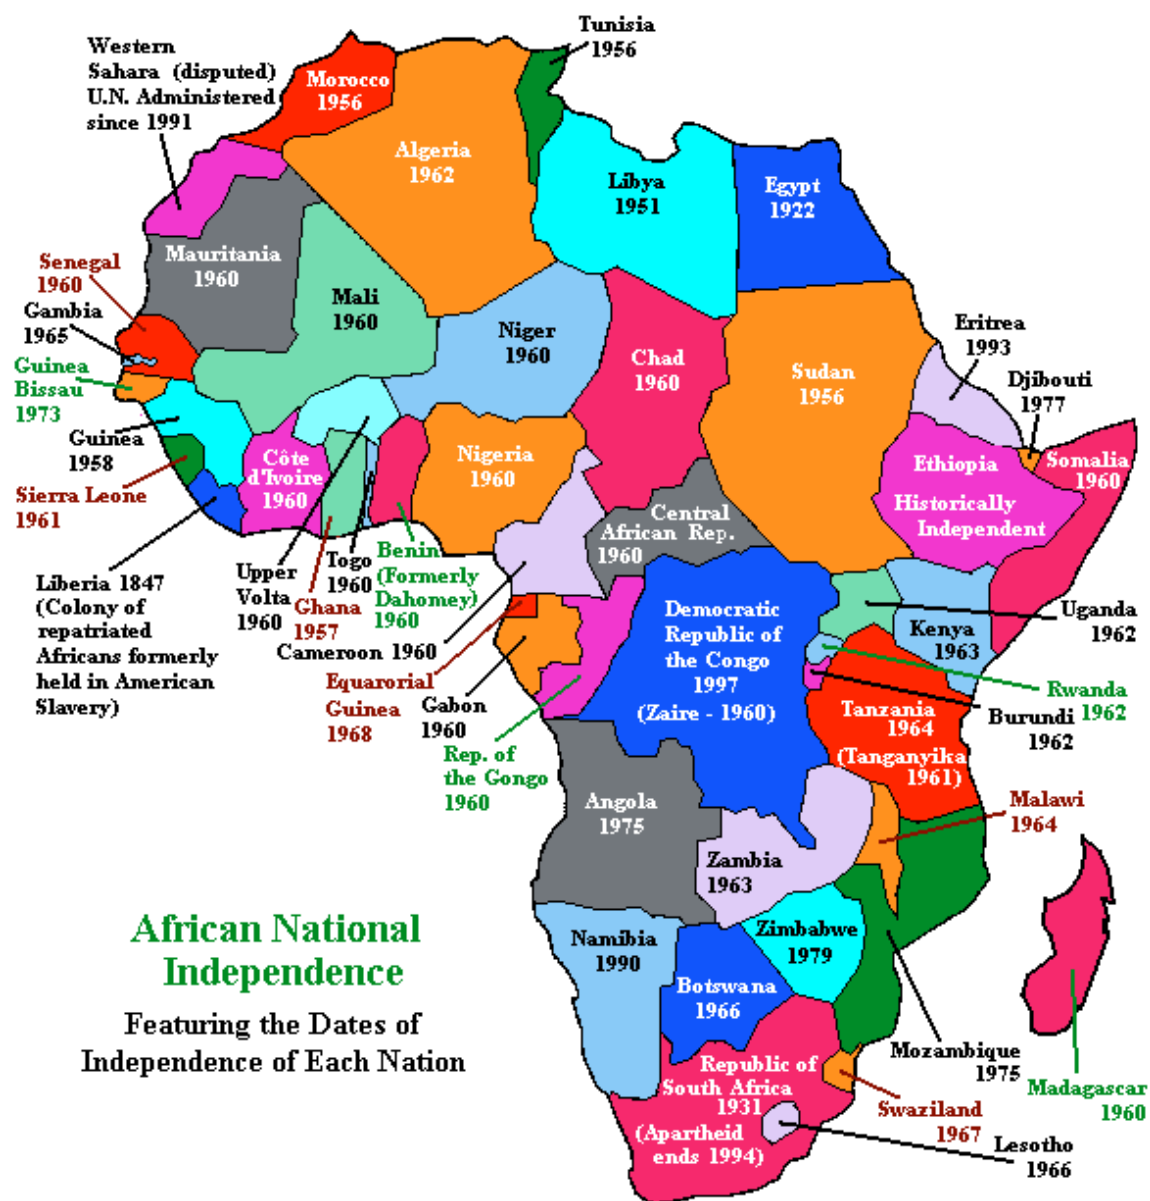 Tunisia
1956
Western
Sahara (disputed)
U.N. Administered
since 1991
Morocco
1956
Algeria
1962
Libya
1951
Egypt
1922
Mauritania
1960
Senegal
1960
Gambia
1965
Guinea
Bissau
1973
Mali
1960
Niger
1960
Chad
1960
Sudan
1956
Eritrea
1993
Djibouti
1977
Guinea
1958
Sierra Leone
1961
Côte
d'Ivoire
1960
Nigeria
1960
Ethiopia
Historically
Independent
Somalia
1960
Central
African Rep.
1960
Liberia 1847
(Colony of
repatriated
Africans formerly
held in American
Slavery)
Upper
Volta
1960
Ghana
1957
Togo
1960
Benin
(Formerly
Dahomey)
1960
Cameroon 1960
Equarorial
Guinea
1968
Gabon
1960
Rep. of
the Gongo
1960
Democratic
Republic of
the Congo
1997
(Zaire - 1960)
Uganda
1962
Kenya
1963
Rwanda
1962
Burundi
1962
Tanzania
1964
(Tanganyika
1961)
Angola
1975
Zambia
1963
Malawi
1964
African National
Independence
Featuring the Dates of
Independence of Each Nation
Namibia
1990
Zimbabwe
1979
Botswana
1966
Mozambique
1975
Madagascar
1960
Republic of
South Africa
1931
(Apartheid
ends 1994)
Swaziland
1967
Lesotho
1966